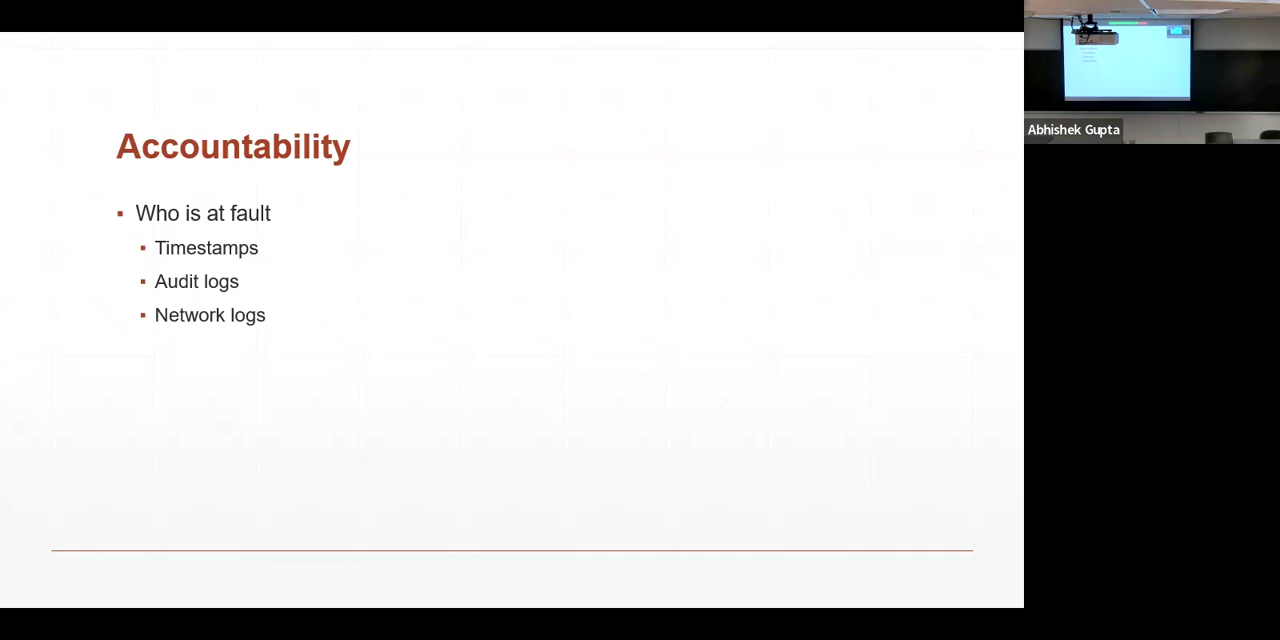 Accountability
▪ Who is at fault
▪ Timestamps
▪ Audit logs
▪ Network logs
Abhishek Gupta